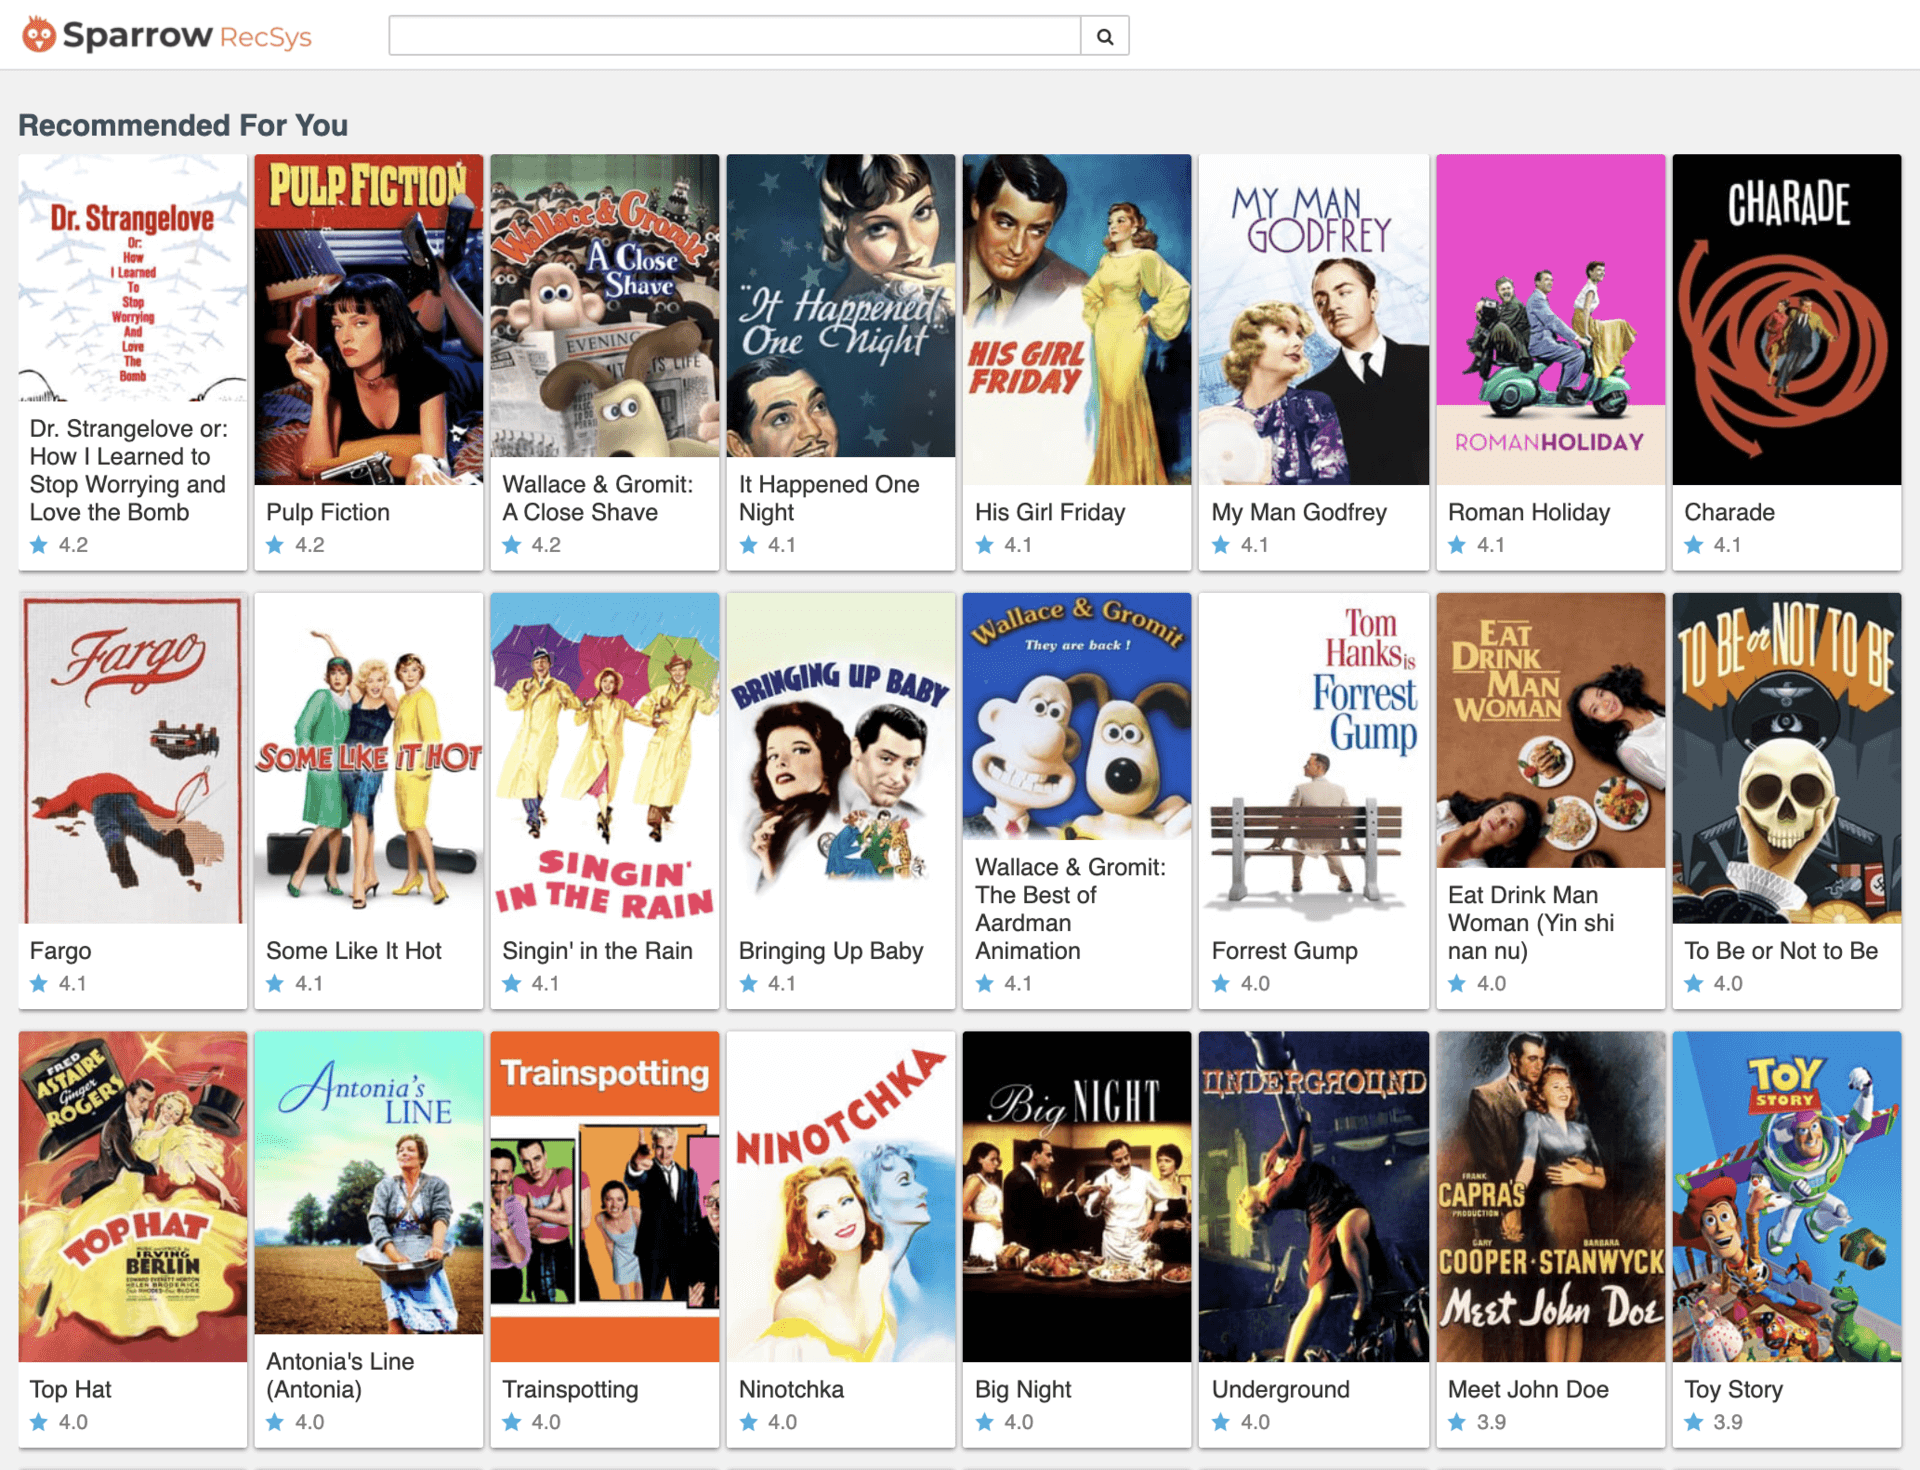 Sparrow RecSys
Recommended For You
Dr. Strangelove
Or:
How
I Learned
To
Stop
Worrying
And
Love
The
Bomb
Dr. Strangelove or:
How I Learned to
Stop Worrying and
Love the Bomb
4.2
PULP FICTION
Pulp Fiction
4.2
Wallace & Gromit
A Close
Shave
EVENING
Wallace & Gromit:
A Close Shave
4.2
"It Happened
One Night"
It Happened One
Night
4.1
HIS GIRL
FRIDAY
His Girl Friday
4.1
MY MAN
GODFREY
My Man Godfrey
4.1
ROMANHOLIDAY
Roman Holiday
4.1
CHARADE
Charade
4.1
Fargo
Fargo
4.1
SOME LIKE IT HOT
Some Like It Hot
4.1
SINGIN'
IN THE RAIN
Singin' in the Rain
4.1
BRINGING UP BABY
Bringing Up Baby
4.1
Wallace & Gromit
They are back !
Wallace & Gromit:
The Best of
Aardman
Animation
4.1
Tom
Hanks is
Forrest
Gump
Forrest Gump
4.0
EAT
DRINK
MAN
WOMAN
Eat Drink Man
Woman (Yin shi
nan nu)
4.0
TO BE or NOT TO BE
To Be or Not to Be
4.0
FRED
ASTAIRE
Ginger
ROGERS
TOP HAT
IRVING
BERLIN
Top Hat
4.0
Antonia's
LINE
Antonia's Line
(Antonia)
4.0
Trainspotting
Trainspotting
4.0
NINOTCHKA
Ninotchka
4.0
Big NIGHT
Big Night
4.0
UNDERGROUND
Underground
4.0
FRANK
CAPRA'S
PRODUCTION
GARY
BARBARA
COOPER·STANWYCK
Meet John Doe
Meet John Doe
3.9
TOY
STORY
Toy Story
3.9